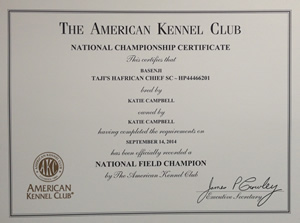 THE AMERICAN KENNEL CLUB
NATIONAL CHAMPIONSHIP CERTIFICATE
This certifies that
BASENJI
TAJI'S HAFRICAN CHIEF SC – HP44466201
bred by
KATIE CAMPBELL
owned by
KATIE CAMPBELL
having completed the requirements on
SEPTEMBER 14, 2014
has been officially recorded a
NATIONAL FIELD CHAMPION
by The American Kennel Club
AKC
AMERICAN
KENNEL CLUB®
James P. Crowley
Executive Secretary